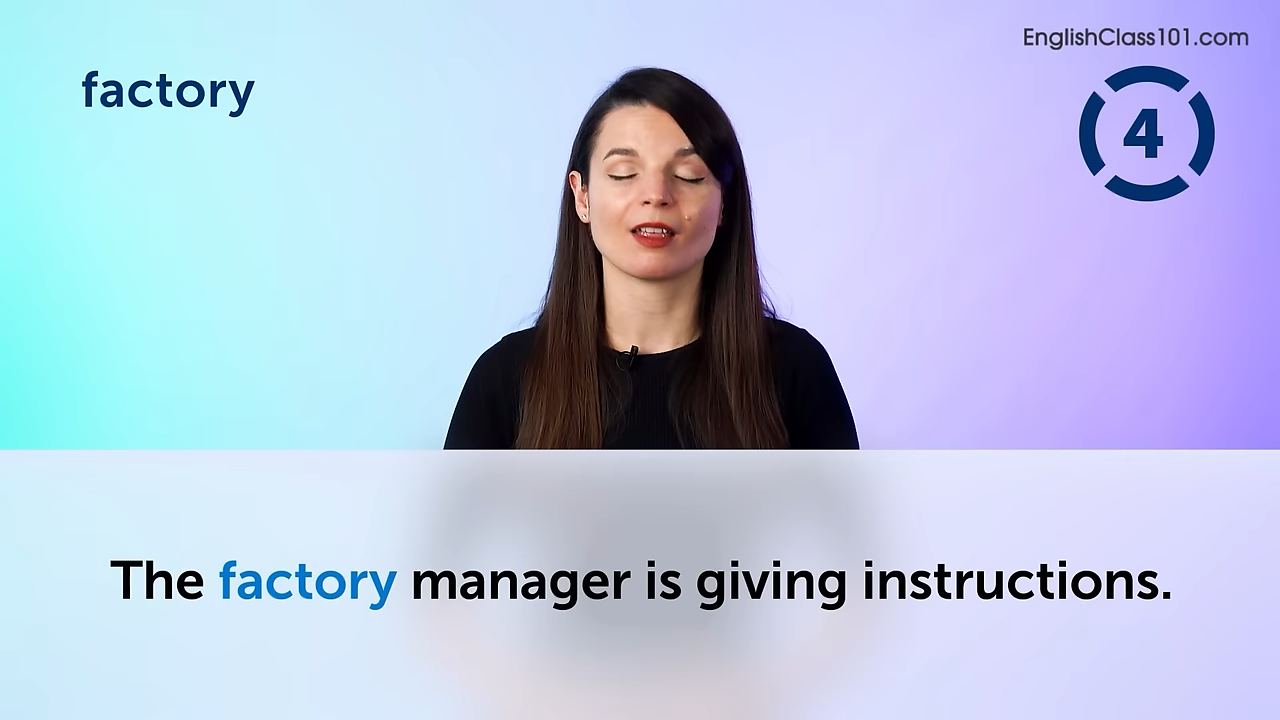 EnglishClass101.com
factory
4
The factory manager is giving instructions.